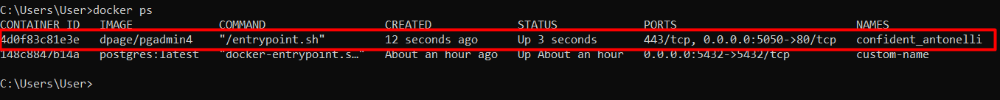 C:\Users\User>docker ps
CONTAINER ID   IMAGE             COMMAND                  CREATED             STATUS             PORTS                           NAMES
4d0f83c81e3e   dpage/pgadmin4    "/entrypoint.sh"         12 seconds ago      Up 3 seconds       443/tcp, 0.0.0.0:5050->80/tcp   confident_antonelli
148c8847b14a   postgres:latest   "docker-entrypoint.s…"   About an hour ago   Up About an hour   0.0.0.0:5432->5432/tcp          custom-name
C:\Users\User>